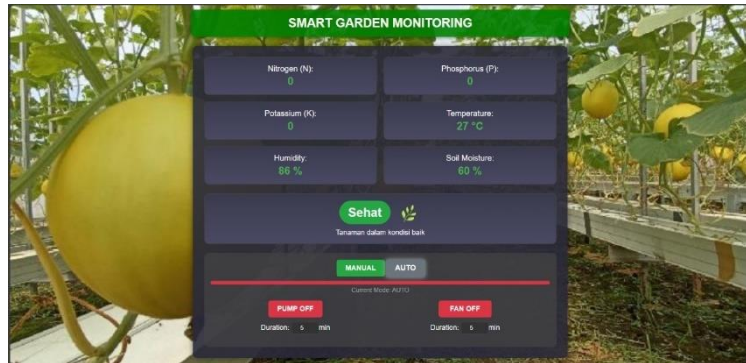 SMART GARDEN MONITORING
Nitrogen (N):
0
Phosphorus (P):
0
Potassium (K):
0
Temperature:
27 °C
Humidity:
86 %
Soil Moisture:
60 %
Sehat
Tanaman dalam kondisi baik
MANUAL AUTO
Current Mode: AUTO
PUMP OFF
Duration: 5 min
FAN OFF
Duration: 5 min